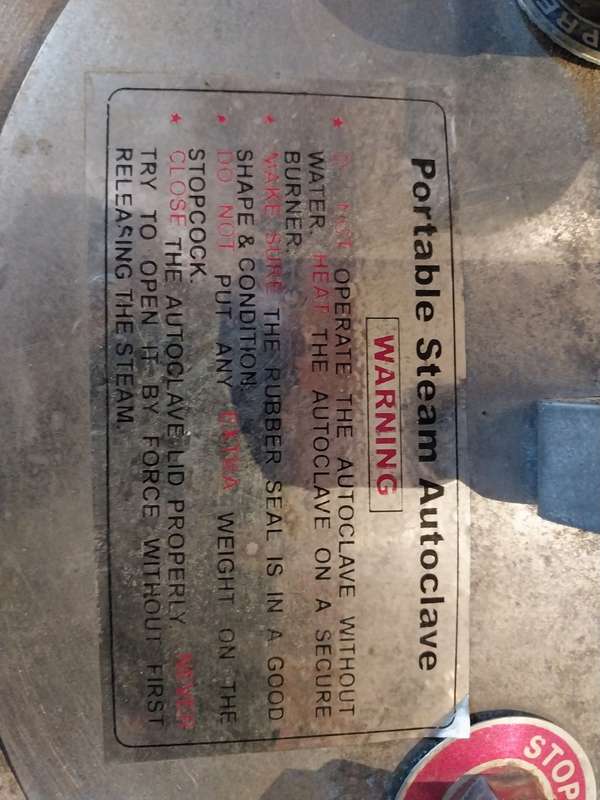 Portable Steam Autoclave
WARNING
* DO NOT OPERATE THE AUTOCLAVE WITHOUT
WATER. HEAT THE AUTOCLAVE ON A SECURE
BURNER.
* MAKE SURE THE RUBBER SEAL IS IN A GOOD
SHAPE & CONDITION.
* DO NOT PUT ANY EXTRA WEIGHT ON THE
STOPCOCK.
* CLOSE THE AUTOCLAVE LID PROPERLY. NEVER
TRY TO OPEN IT BY FORCE WITHOUT FIRST
RELEASING THE STEAM.
STOP